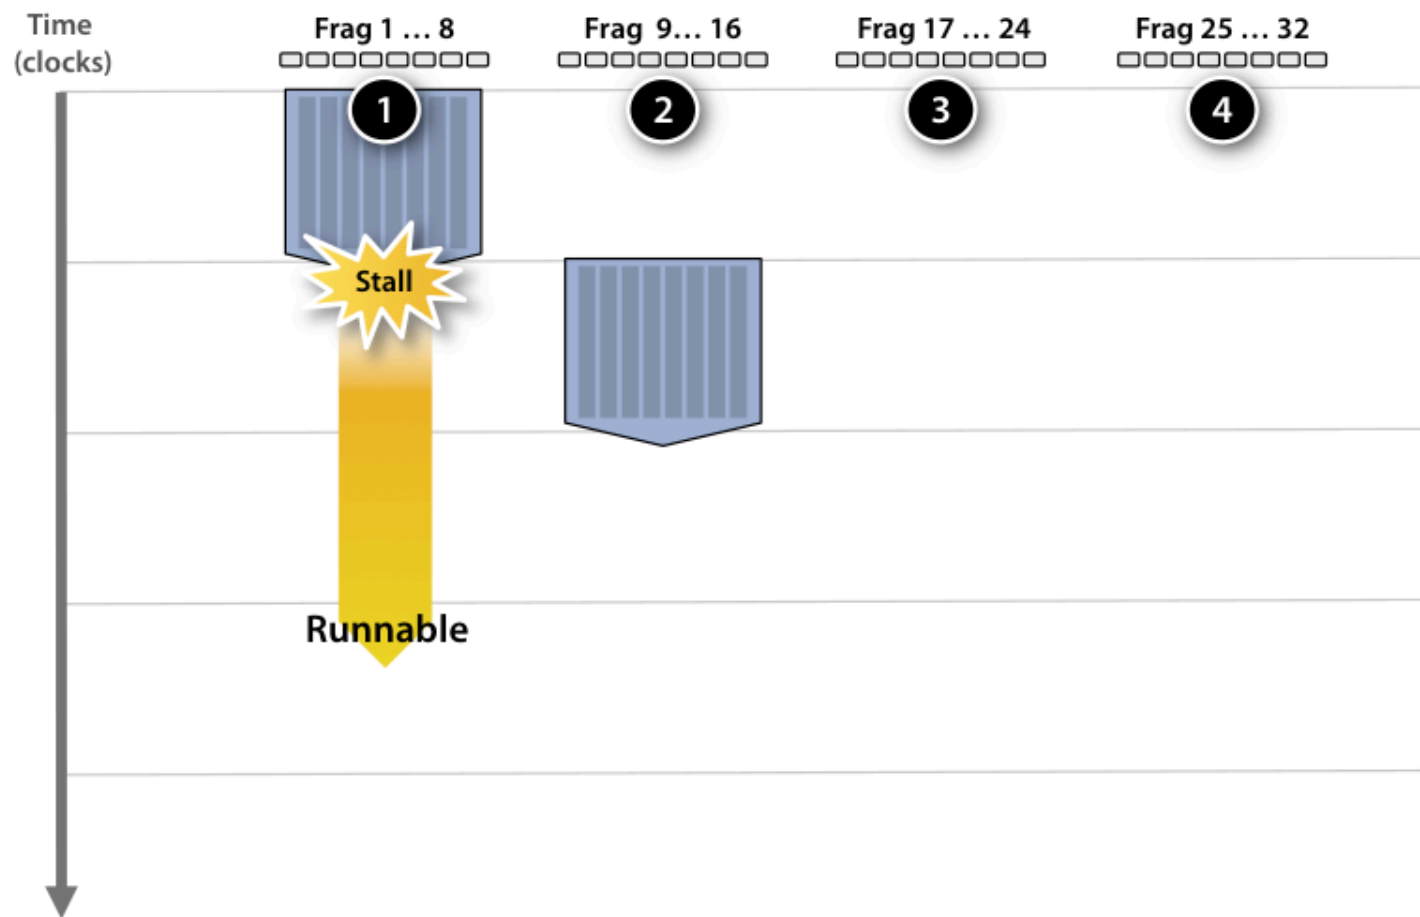 Time
(clocks)
Frag 1 … 8
Frag 9… 16
Frag 17 … 24
Frag 25 … 32
1
2
3
4
Stall
Runnable